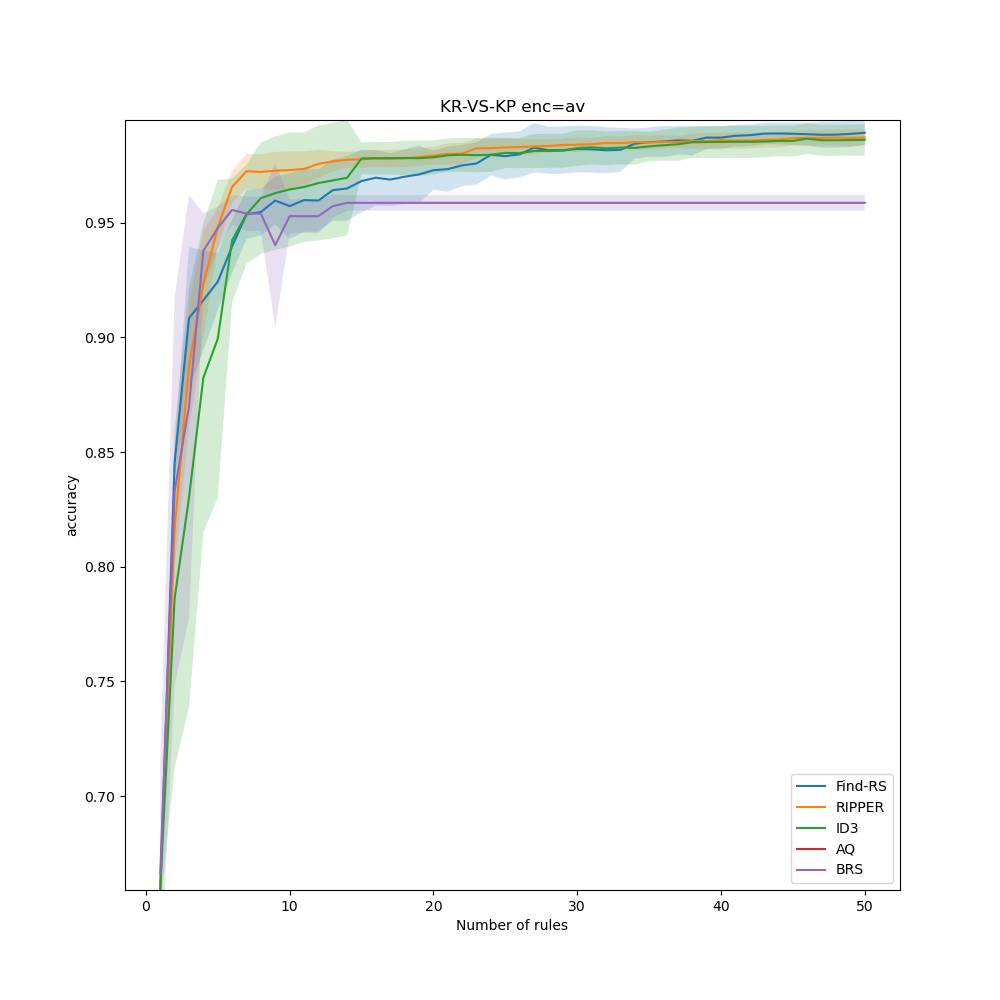 KR-VS-KP enc=av
accuracy
0.95
0.90
0.85
0.80
0.75
0.70
0 10 20 30 40 50
Number of rules
Find-RS
RIPPER
ID3
AQ
BRS